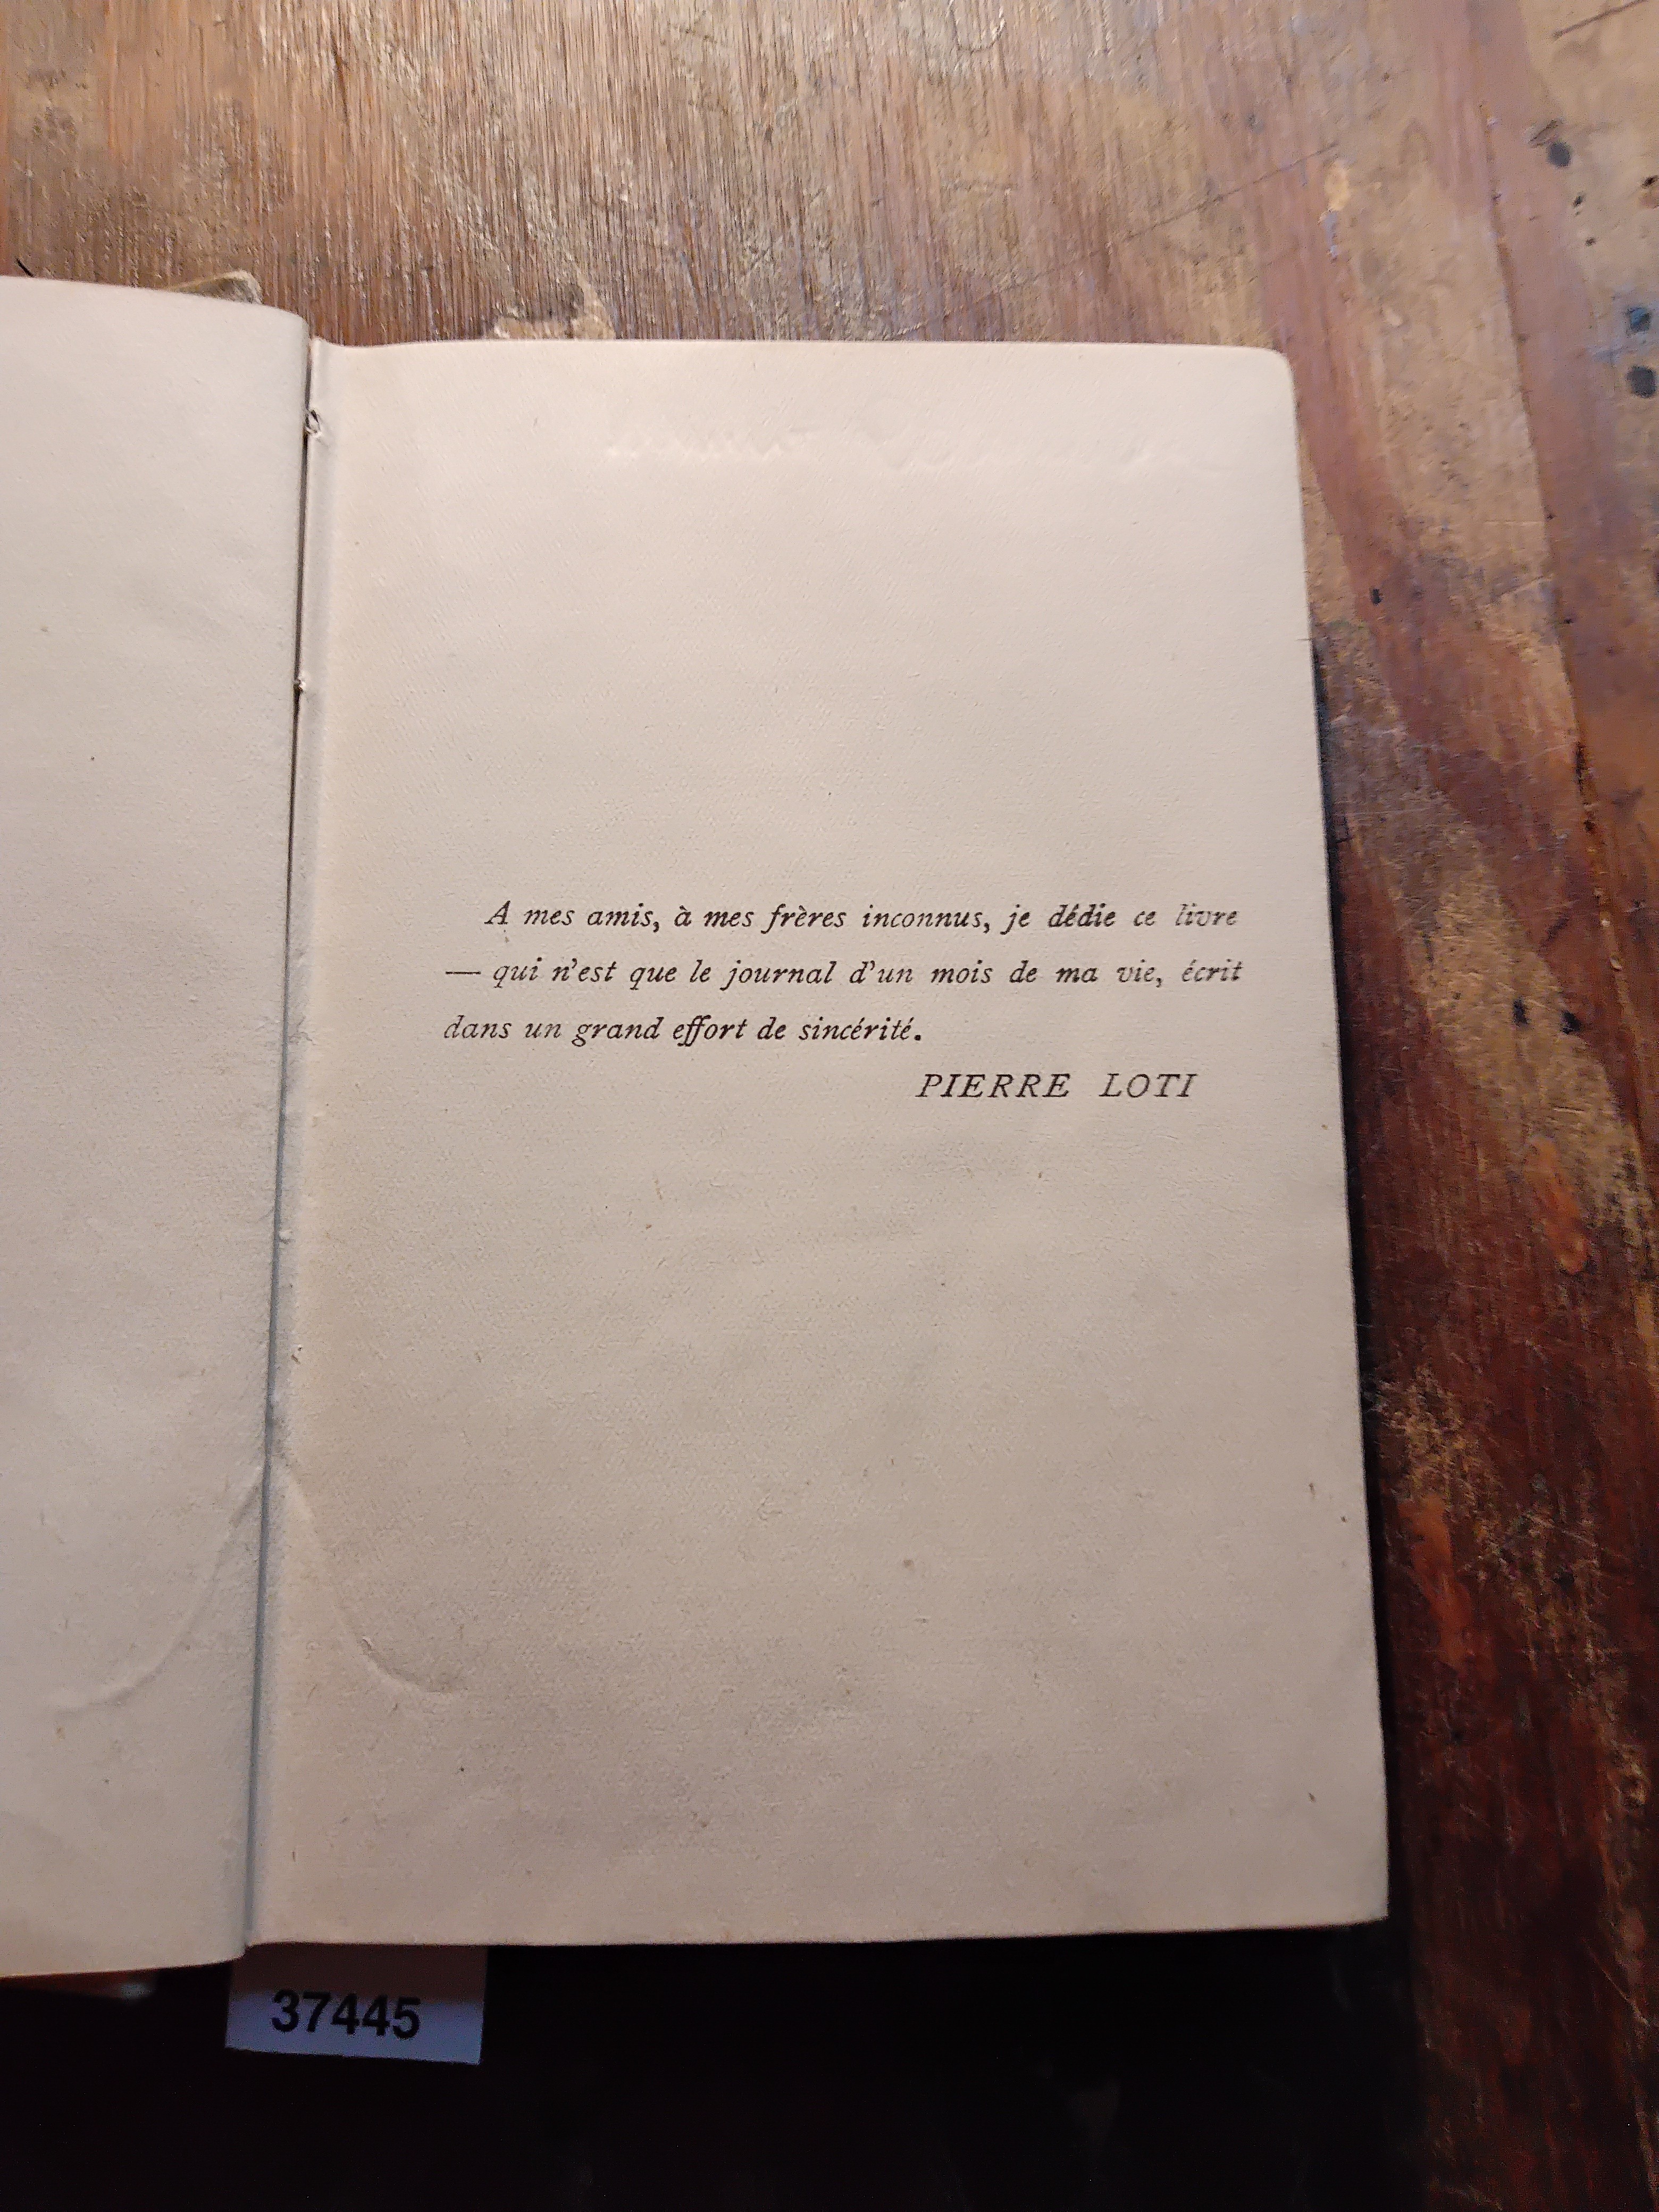 A mes amis, à mes frères inconnus, je dédie ce livre
— qui n'est que le journal d'un mois de ma vie, écrit
dans un grand effort de sincérité.
PIERRE LOTI
37445